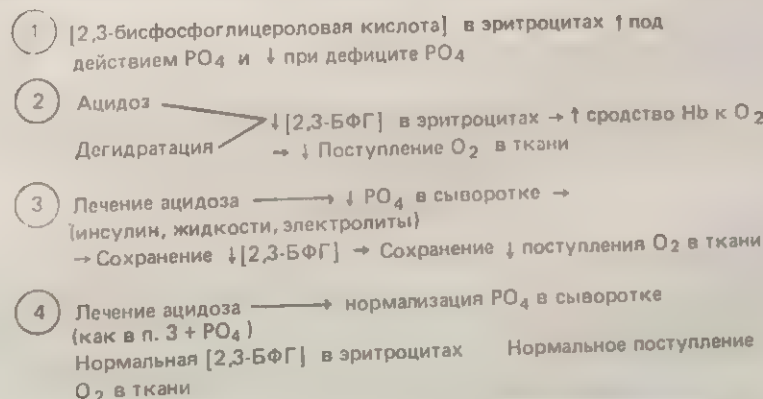 1 [2,3-бисфосфоглицероловая кислота] в эритроцитах ↑ под
действием PO₄ и ↓ при дефиците PO₄
2 Ацидоз
↓ [2,3-БФГ] в эритроцитах → ↑ сродство Hb к O₂
Дегидратация → ↓ Поступление O₂ в ткани
3 Лечение ацидоза → ↓ PO₄ в сыворотке →
(инсулин, жидкости, электролиты)
→ Сохранение ↓[2,3-БФГ] → Сохранение ↓ поступления O₂ в ткани
4 Лечение ацидоза → нормализация PO₄ в сыворотке
(как в п. 3 + PO₄)
Нормальная [2,3-БФГ] в эритроцитах Нормальное поступление
O₂ в ткани